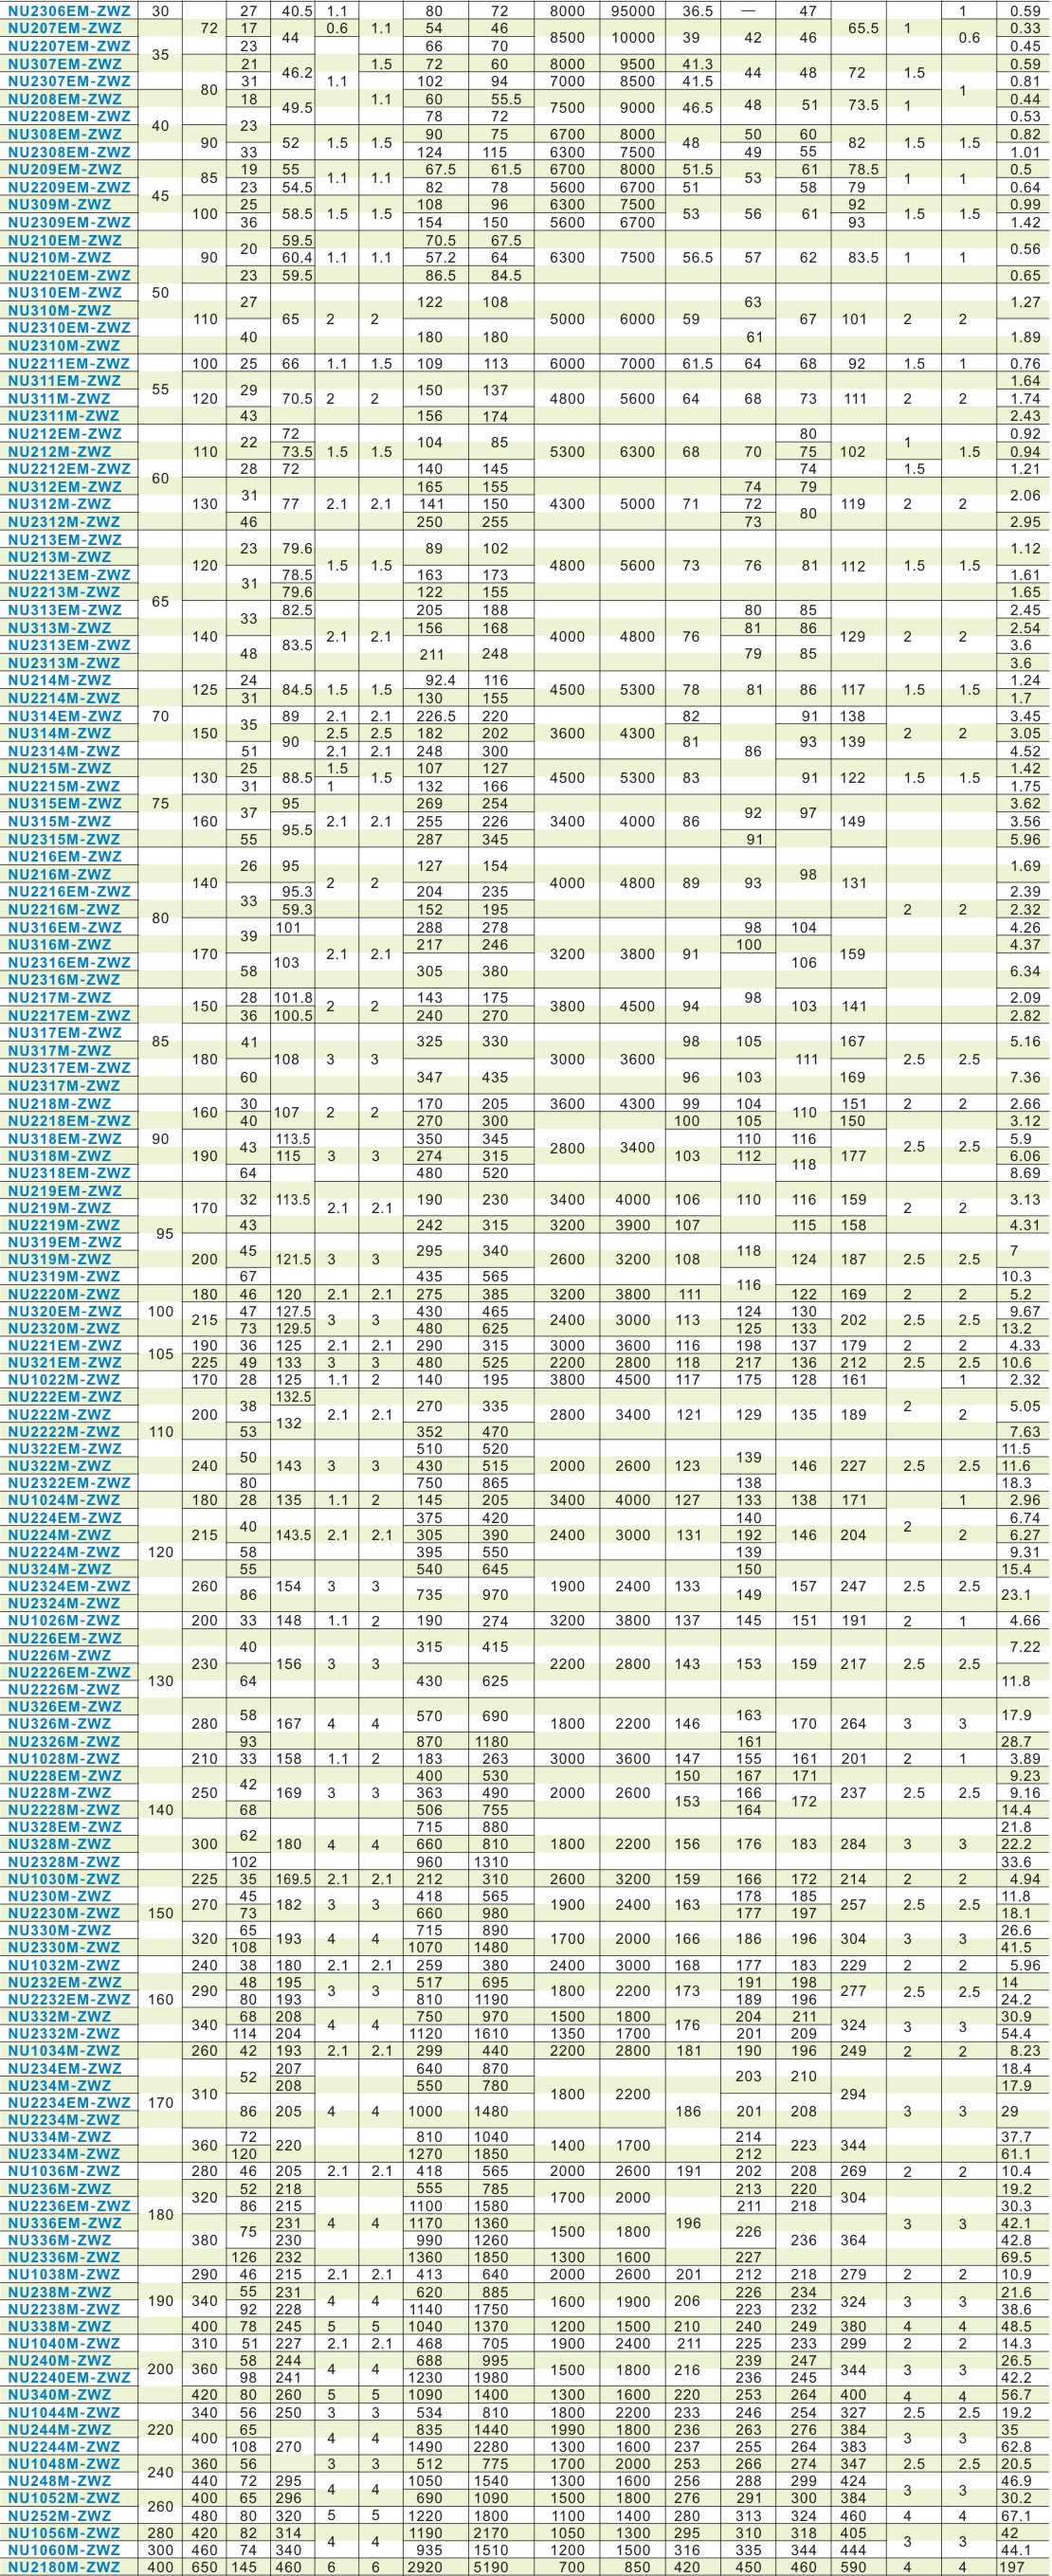 NU2306EM-ZWZ 30 27 40.5 1.1 80 72 8000 95000 36.5 — 47 1 0.59
NU207EM-ZWZ 72 17 44 0.6 1.1 54 46 8500 10000 39 42 46 65.5 1 0.6 0.33
NU2207EM-ZWZ 35 23 66 70 0.45
NU307EM-ZWZ 80 21 46.2 1.5 72 60 8000 9500 41.3 44 48 72 1.5 1 0.59
NU2307EM-ZWZ 31 1.1 102 94 7000 8500 41.5 0.81
NU208EM-ZWZ 18 49.5 1.1 60 55.5 7500 9000 46.5 48 51 73.5 1 0.44
NU2208EM-ZWZ 40 23 78 72 0.53
NU308EM-ZWZ 90 52 1.5 1.5 90 75 6700 8000 48 50 60 82 1.5 1.5 0.82
NU2308EM-ZWZ 33 124 115 6300 7500 49 55 1.01
NU209EM-ZWZ 45 85 19 55 1.1 1.1 67.5 61.5 6700 8000 51.5 53 61 78.5 1 1 0.5
NU2209EM-ZWZ 23 54.5 82 78 5600 6700 51 58 79 0.64
NU309M-ZWZ 100 25 58.5 1.5 1.5 108 96 6300 7500 53 56 61 92 1.5 1.5 0.99
NU2309EM-ZWZ 36 154 150 5600 6700 93 1.42
NU210EM-ZWZ 20 59.5 70.5 67.5 0.56
NU210M-ZWZ 90 60.4 1.1 1.1 57.2 64 6300 7500 56.5 57 62 83.5 1 1
NU2210EM-ZWZ 23 59.5 86.5 84.5 0.65
NU310EM-ZWZ 50 27 122 108 63 1.27
NU310M-ZWZ 110 65 2 2 5000 6000 59 67 101 2 2
NU2310EM-ZWZ 40 180 180 61 1.89
NU2310M-ZWZ
NU2211EM-ZWZ 100 25 66 1.1 1.5 109 113 6000 7000 61.5 64 68 92 1.5 1 0.76
NU311EM-ZWZ 55 29 150 137 1.64
NU311M-ZWZ 120 70.5 2 2 4800 5600 64 68 73 111 2 2 1.74
NU2311M-ZWZ 43 156 174 2.43
NU212EM-ZWZ 22 72 104 85 80 1 0.92
NU212M-ZWZ 110 73.5 1.5 1.5 5300 6300 68 70 75 102 1.5 0.94
NU2212EM-ZWZ 60 28 72 140 145 74 1.5 1.21
NU312EM-ZWZ 31 165 155 74 79 2.06
NU312M-ZWZ 130 77 2.1 2.1 141 150 4300 5000 71 72 80 119 2 2
NU2312M-ZWZ 46 250 255 73 2.95
NU213EM-ZWZ 23 79.6 89 102 1.12
NU213M-ZWZ 120 1.5 1.5 4800 5600 73 76 81 112 1.5 1.5
NU2213EM-ZWZ 31 78.5 163 173 1.61
NU2213M-ZWZ 65 79.6 122 155 1.65
NU313EM-ZWZ 33 82.5 205 188 80 85 2.45
NU313M-ZWZ 140 83.5 2.1 2.1 156 168 4000 4800 76 81 86 129 2 2 2.54
NU2313EM-ZWZ 48 211 248 79 85 3.6
NU2313M-ZWZ 3.6
NU214M-ZWZ 125 24 84.5 1.5 1.5 92.4 116 4500 5300 78 81 86 117 1.5 1.5 1.24
NU2214M-ZWZ 31 130 155 1.7
NU314EM-ZWZ 70 35 89 2.1 2.1 226.5 220 82 91 138 3.45
NU314M-ZWZ 150 90 2.5 2.5 182 202 3600 4300 81 93 139 2 2 3.05
NU2314M-ZWZ 51 2.1 2.1 248 300 86 4.52
NU215M-ZWZ 130 25 88.5 1.5 1.5 107 127 4500 5300 83 91 122 1.5 1.5 1.42
NU2215M-ZWZ 31 1 132 166 1.75
NU315EM-ZWZ 75 37 95 269 254 92 97 3.62
NU315M-ZWZ 160 95.5 2.1 2.1 255 226 3400 4000 86 149 3.56
NU2315M-ZWZ 55 287 345 91 5.96
NU216EM-ZWZ 26 95 127 154 1.69
NU216M-ZWZ 140 2 2 4000 4800 89 93 98 131
NU2216EM-ZWZ 33 95.3 204 235 2.39
NU2216M-ZWZ 80 59.3 152 195 2 2 2.32
NU316EM-ZWZ 39 101 288 278 98 104 4.26
NU316M-ZWZ 170 103 2.1 2.1 217 246 3200 3800 91 100 159 4.37
NU2316EM-ZWZ 58 305 380 106 6.34
NU2316M-ZWZ
NU217M-ZWZ 150 28 101.8 2 2 143 175 3800 4500 94 98 103 141 2.09
NU2217EM-ZWZ 36 100.5 240 270 2.82
NU317EM-ZWZ 85 41 325 330 98 105 167 5.16
NU317M-ZWZ 180 108 3 3 3000 3600 111 2.5 2.5
NU2317EM-ZWZ 60 347 435 96 103 169 7.36
NU2317M-ZWZ
NU218M-ZWZ 160 30 107 2 2 170 205 3600 4300 99 104 110 151 2 2 2.66
NU2218EM-ZWZ 40 270 300 100 105 150 3.12
NU318EM-ZWZ 90 43 113.5 350 345 2800 3400 110 116 2.5 2.5 5.9
NU318M-ZWZ 190 115 3 3 274 315 103 112 118 177 6.06
NU2318EM-ZWZ 64 480 520 8.69
NU219EM-ZWZ 32 113.5 190 230 3400 4000 106 110 116 159 3.13
NU219M-ZWZ 170 2.1 2.1 2 2
NU2219M-ZWZ 95 43 242 315 3200 3900 107 115 158 4.31
NU319EM-ZWZ 45 295 340 118 7
NU319M-ZWZ 200 121.5 3 3 2600 3200 108 124 187 2.5 2.5
NU2319M-ZWZ 67 435 565 116 10.3
NU2220M-ZWZ 180 46 120 2.1 2.1 275 385 3200 3800 111 122 169 2 2 5.2
NU320EM-ZWZ 100 215 47 127.5 3 3 430 465 2400 3000 113 124 130 202 2.5 2.5 9.67
NU2320M-ZWZ 73 129.5 480 625 125 133 13.2
NU221EM-ZWZ 105 190 36 125 2.1 2.1 290 315 3000 3600 116 198 137 179 2 2 4.33
NU321EM-ZWZ 225 49 133 3 3 480 525 2200 2800 118 217 136 212 2.5 2.5 10.6
NU1022M-ZWZ 170 28 125 1.1 2 140 195 3800 4500 117 175 128 161 1 2.32
NU222EM-ZWZ 38 132.5 270 335 2 5.05
NU222M-ZWZ 200 132 2.1 2.1 2800 3400 121 129 135 189 2
NU2222M-ZWZ 110 53 352 470 7.63
NU322EM-ZWZ 50 510 520 139 11.5
NU322M-ZWZ 240 143 3 3 430 515 2000 2600 123 146 227 2.5 2.5 11.6
NU2322EM-ZWZ 80 750 865 138 18.3
NU1024M-ZWZ 180 28 135 1.1 2 145 205 3400 4000 127 133 138 171 1 2.96
NU224EM-ZWZ 40 375 420 140 2 6.74
NU224M-ZWZ 215 143.5 2.1 2.1 305 390 2400 3000 131 192 146 204 2 6.27
NU2224M-ZWZ 120 58 395 550 139 9.31
NU324M-ZWZ 55 540 645 150 15.4
NU2324EM-ZWZ 260 86 154 3 3 735 970 1900 2400 133 149 157 247 2.5 2.5 23.1
NU2324M-ZWZ
NU1026M-ZWZ 200 33 148 1.1 2 190 274 3200 3800 137 145 151 191 2 1 4.66
NU226EM-ZWZ 40 315 415 7.22
NU226M-ZWZ 230 156 3 3 2200 2800 143 153 159 217 2.5 2.5
NU2226EM-ZWZ 130 64 430 625 11.8
NU2226M-ZWZ
NU326EM-ZWZ 58 570 690 163 17.9
NU326M-ZWZ 280 167 4 4 1800 2200 146 170 264 3 3
NU2326M-ZWZ 93 870 1180 161 28.7
NU1028M-ZWZ 210 33 158 1.1 2 183 263 3000 3600 147 155 161 201 2 1 3.89
NU228EM-ZWZ 42 400 530 150 167 171 9.23
NU228M-ZWZ 250 169 3 3 363 490 2000 2600 153 166 172 237 2.5 2.5 9.16
NU2228M-ZWZ 140 68 506 755 164 14.4
NU328EM-ZWZ 62 715 880 21.8
NU328M-ZWZ 300 180 4 4 660 810 1800 2200 156 176 183 284 3 3 22.2
NU2328M-ZWZ 102 960 1310 33.6
NU1030M-ZWZ 225 35 169.5 2.1 2.1 212 310 2600 3200 159 166 172 214 2 2 4.94
NU230M-ZWZ 150 270 45 182 3 3 418 565 1900 2400 163 178 185 257 2.5 2.5 11.8
NU2230M-ZWZ 73 660 980 177 197 18.1
NU330M-ZWZ 320 65 193 4 4 715 890 1700 2000 166 186 196 304 3 3 26.6
NU2330M-ZWZ 108 1070 1480 41.5
NU1032M-ZWZ 240 38 180 2.1 2.1 259 380 2400 3000 168 177 183 229 2 2 5.96
NU232EM-ZWZ 160 290 48 195 3 3 517 695 1800 2200 173 191 198 277 2.5 2.5 14
NU2232EM-ZWZ 80 193 810 1190 189 196 24.2
NU332M-ZWZ 340 68 208 4 4 750 970 1500 1800 176 204 211 324 3 3 30.9
NU2332M-ZWZ 114 204 1120 1610 1350 1700 201 209 54.4
NU1034M-ZWZ 260 42 193 2.1 2.1 299 440 2200 2800 181 190 196 249 2 2 8.23
NU234EM-ZWZ 52 207 640 870 203 210 18.4
NU234M-ZWZ 310 208 550 780 1800 2200 294 17.9
NU2234EM-ZWZ 170 86 205 4 4 1000 1480 186 201 208 3 3 29
NU2234M-ZWZ
NU334M-ZWZ 360 72 220 810 1040 1400 1700 214 223 344 37.7
NU2334M-ZWZ 120 1270 1850 212 61.1
NU1036M-ZWZ 280 46 205 2.1 2.1 418 565 2000 2600 191 202 208 269 2 2 10.4
NU236M-ZWZ 320 52 218 555 785 1700 2000 213 220 304 19.2
NU2236EM-ZWZ 180 86 215 1100 1580 211 218 30.3
NU336EM-ZWZ 75 231 4 4 1170 1360 1500 1800 196 226 3 3 42.1
NU336M-ZWZ 380 230 990 1260 236 364 42.8
NU2336M-ZWZ 126 232 1360 1850 1300 1600 227 69.5
NU1038M-ZWZ 290 46 215 2.1 2.1 413 640 2000 2600 201 212 218 279 2 2 10.9
NU238M-ZWZ 190 340 55 231 4 4 620 885 1600 1900 206 226 234 324 3 3 21.6
NU2238M-ZWZ 92 228 1140 1750 223 232 38.6
NU338M-ZWZ 400 78 245 5 5 1040 1370 1200 1500 210 240 249 380 4 4 48.5
NU1040M-ZWZ 310 51 227 2.1 2.1 468 705 1900 2400 211 225 233 299 2 2 14.3
NU240M-ZWZ 200 360 58 244 4 4 688 995 1500 1800 216 239 247 344 3 3 26.5
NU2240EM-ZWZ 98 241 1230 1980 236 245 42.2
NU340M-ZWZ 420 80 260 5 5 1090 1400 1300 1600 220 253 264 400 4 4 56.7
NU1044M-ZWZ 340 56 250 3 3 534 810 1800 2200 233 246 254 327 2.5 2.5 19.2
NU244M-ZWZ 220 400 65 270 4 4 835 1440 1990 1800 236 263 276 384 3 3 35
NU2244M-ZWZ 108 1490 2280 1300 1600 237 255 264 383 62.8
NU1048M-ZWZ 240 360 56 3 3 512 775 1700 2000 253 266 274 347 2.5 2.5 20.5
NU248M-ZWZ 440 72 295 4 4 1050 1540 1300 1600 256 288 299 424 3 3 46.9
NU1052M-ZWZ 260 400 65 296 690 1090 1500 1800 276 291 300 384 30.2
NU252M-ZWZ 480 80 320 5 5 1220 1800 1100 1400 280 313 324 460 4 4 67.1
NU1056M-ZWZ 280 420 82 314 4 4 1190 2170 1050 1300 295 310 318 405 3 3 42
NU1060M-ZWZ 300 460 74 340 935 1510 1200 1500 316 335 344 444 44.1
NU2180M-ZWZ 400 650 145 460 6 6 2920 5190 700 850 420 450 460 590 4 4 197